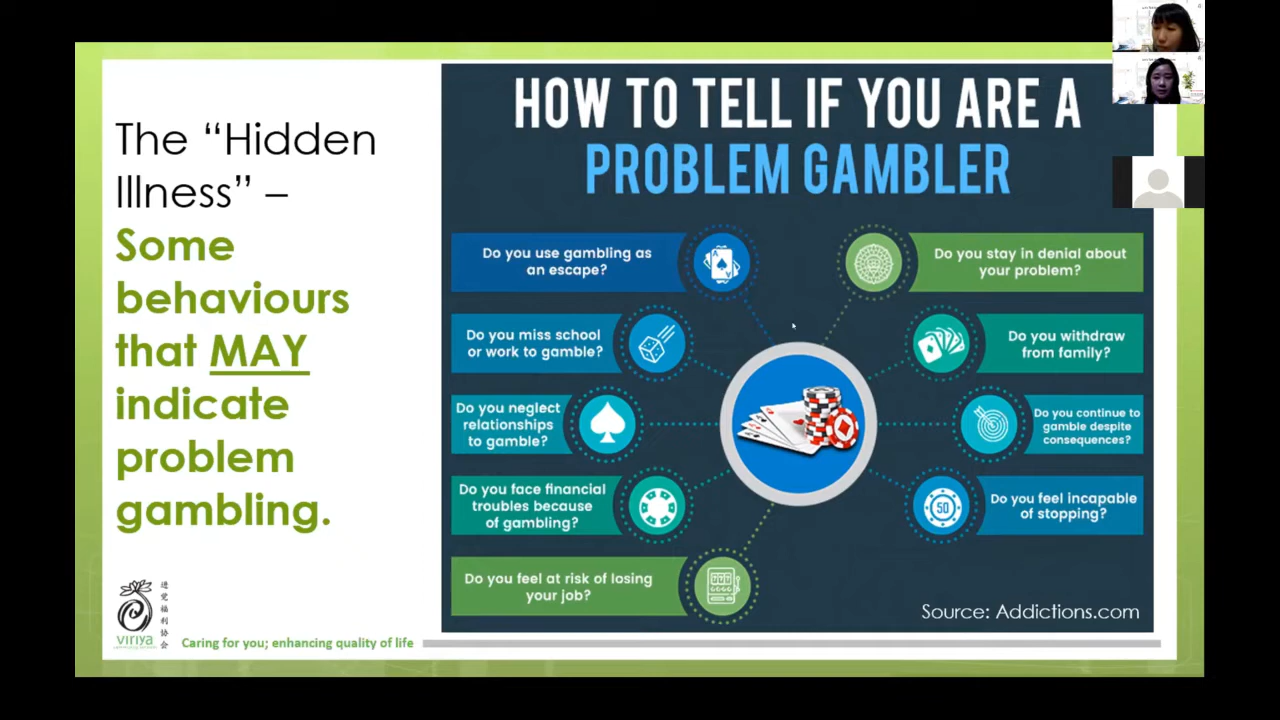 The “Hidden
Illness” –
Some
behaviours
that MAY
indicate
problem
gambling.
HOW TO TELL IF YOU ARE A
PROBLEM GAMBLER
Do you use gambling as
an escape?
Do you miss school
or work to gamble?
Do you neglect
relationships
to gamble?
Do you face financial
troubles because
of gambling?
Do you feel at risk of losing
your job?
Do you stay in denial about
your problem?
Do you withdraw
from family?
Do you continue to
gamble despite
consequences?
50
Do you feel incapable
of stopping?
Source: Addictions.com
viriya
进觉福利协会
Caring for you; enhancing quality of life